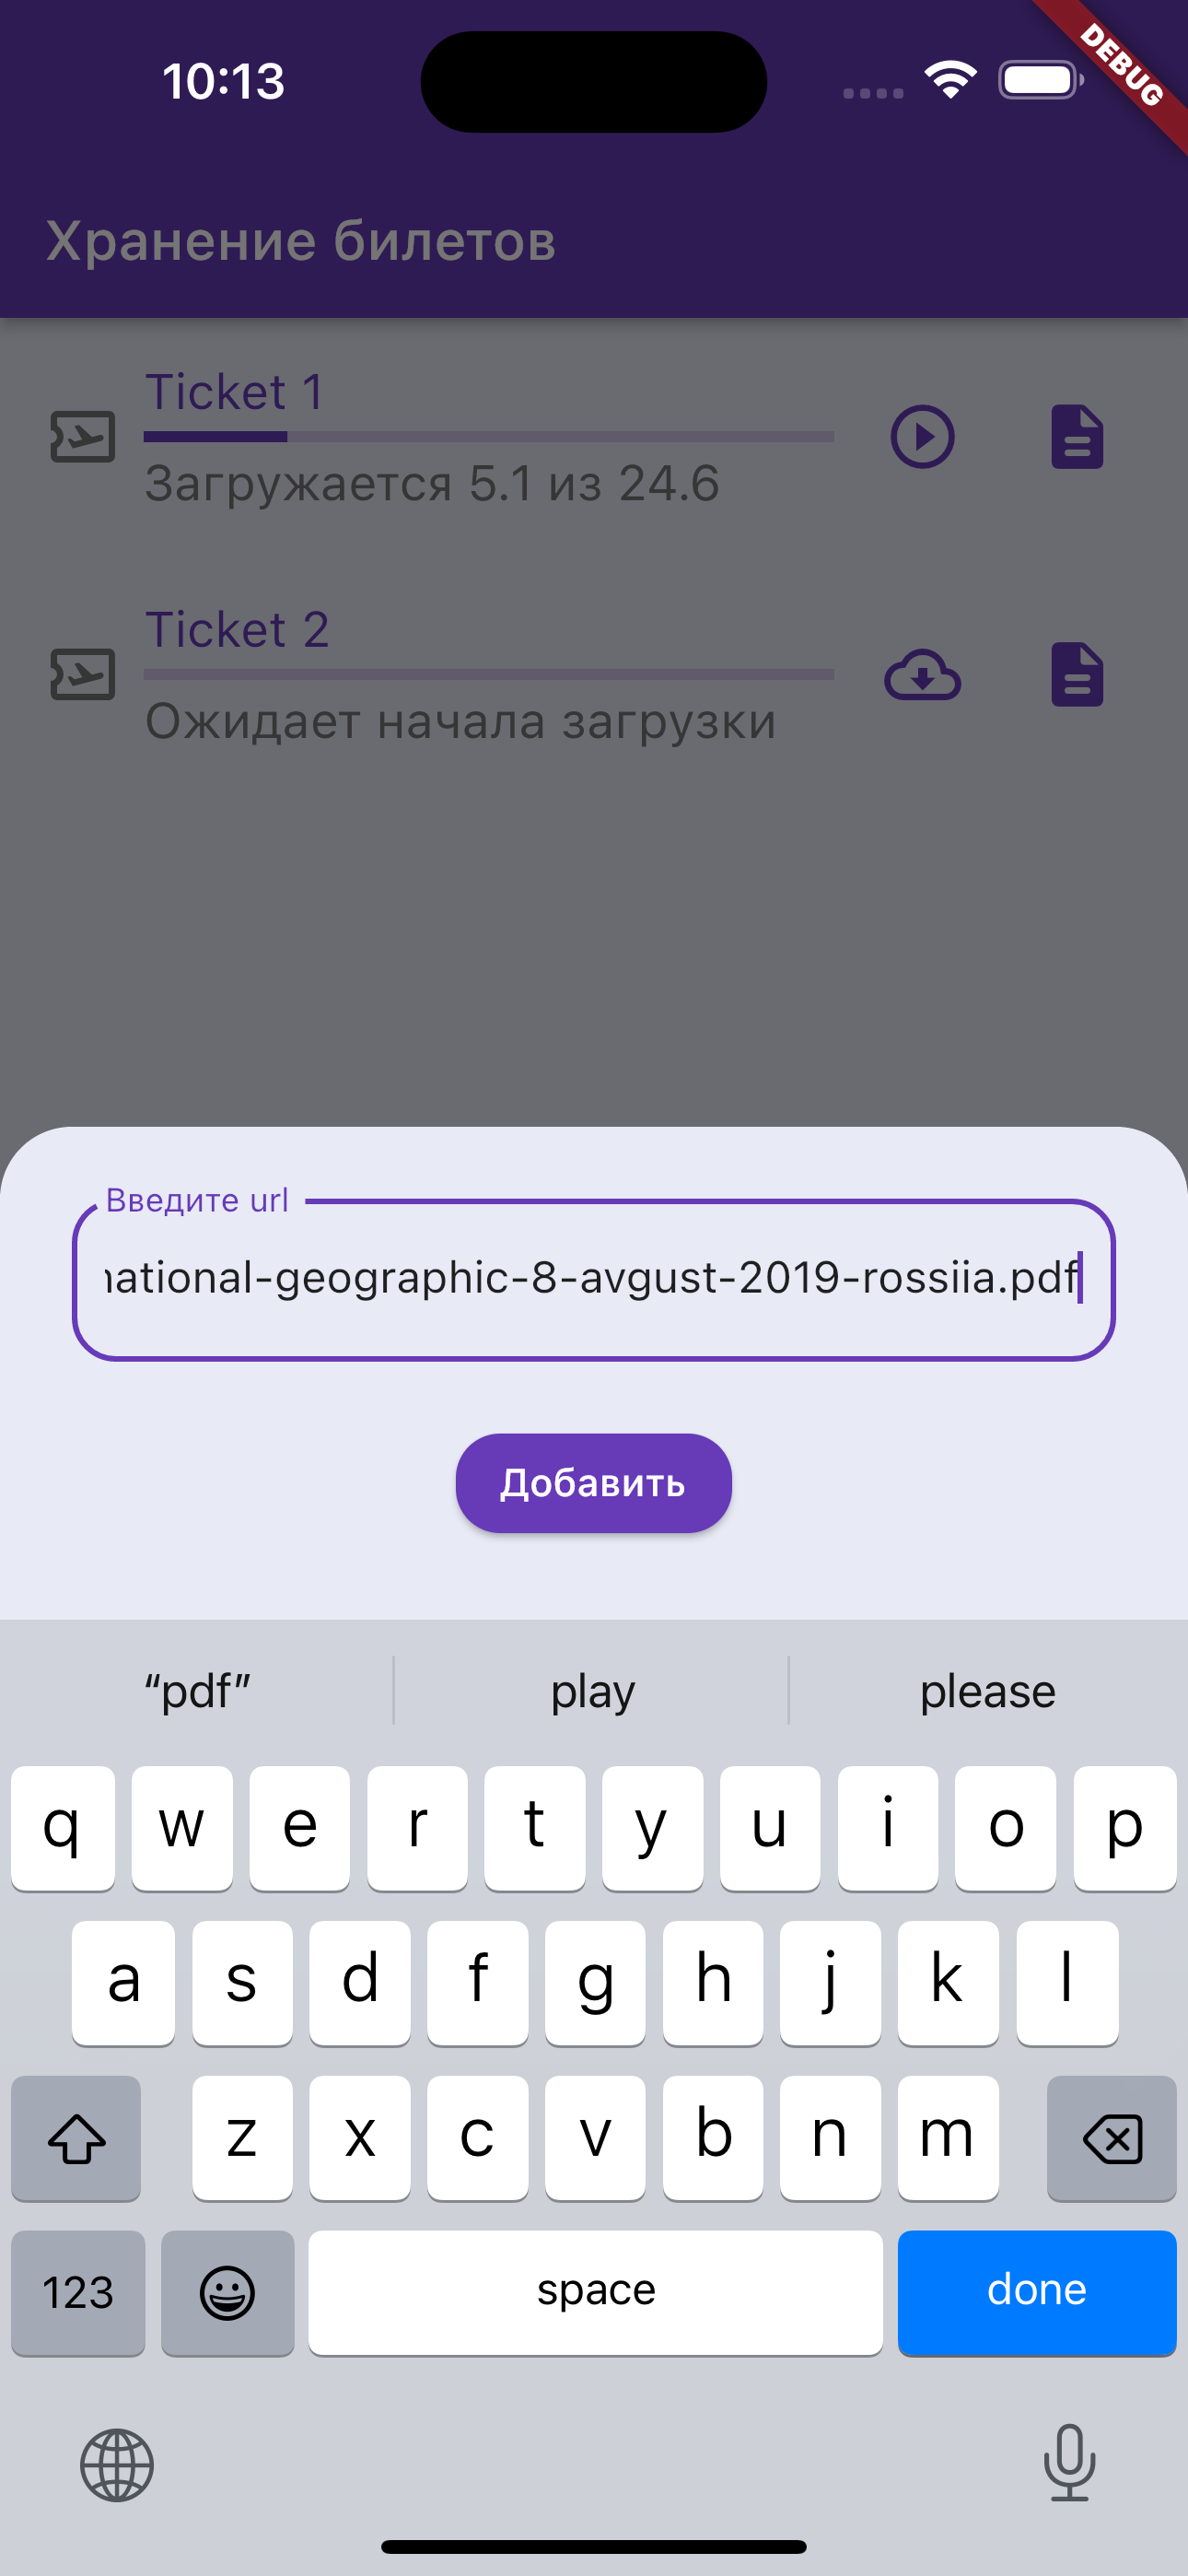 10:13
DEBUG
Хранение билетов
Ticket 1
Загружается 5.1 из 24.6
Ticket 2
Ожидает начала загрузки
Введите url
national-geographic-8-avgust-2019-rossiia.pdf
Добавить
“pdf” play please
q w e r t y u i o p
a s d f g h j k l
z x c v b n m
123 space done